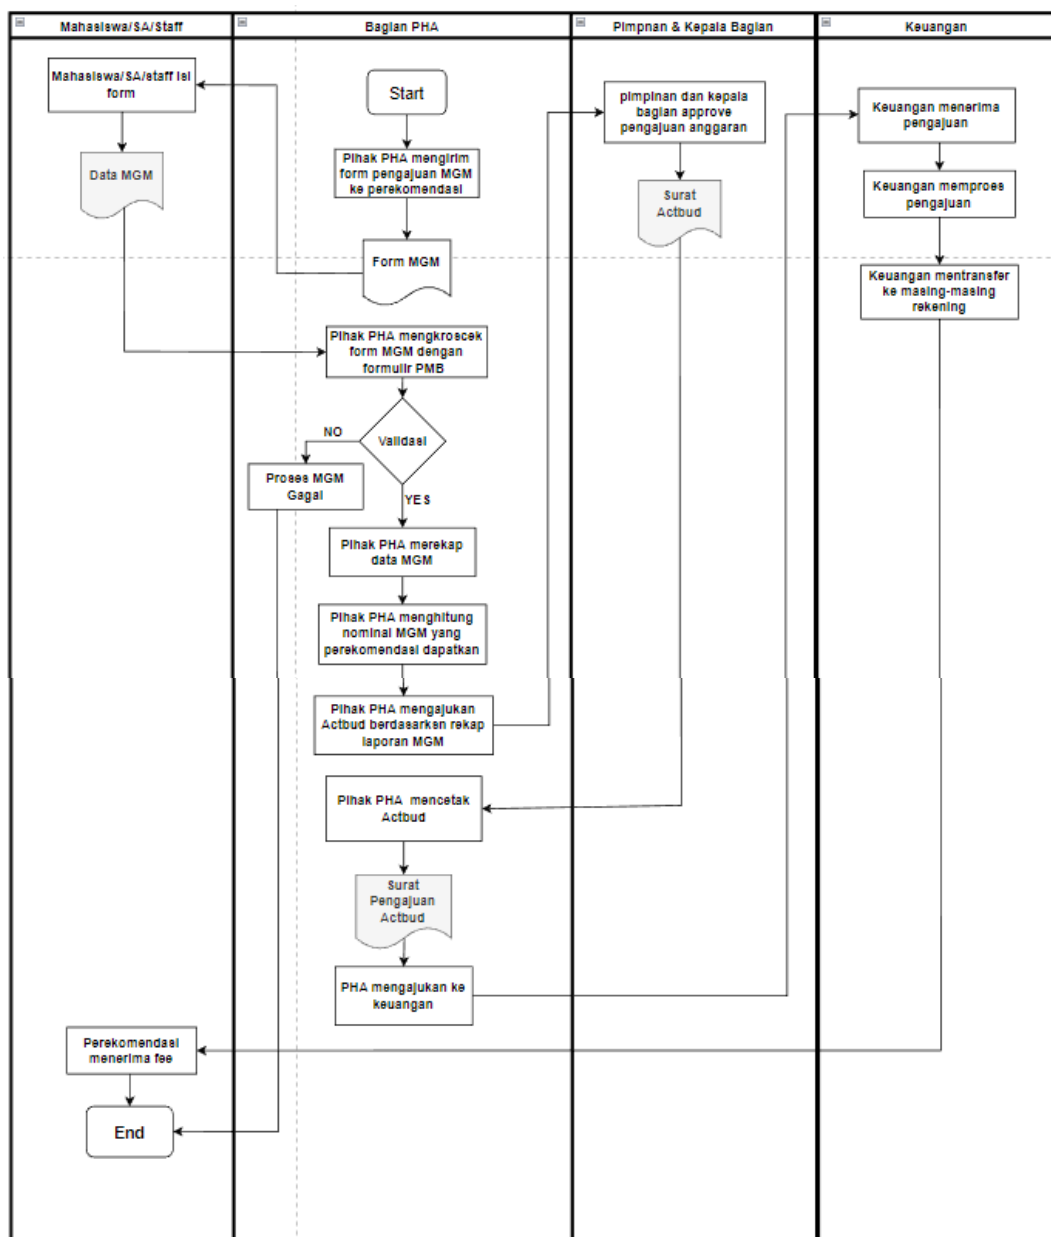 Mahasiswa/SA/Staff
Bagian PHA
Pimpnan & Kepala Bagian
Keuangan
Mahasiswa/SA/staff isi
form
Data MGM
Start
Pihak PHA mengirim
form pengajuan MGM
ke perekomendasi
Form MGM
pimpinan dan kepala
bagian approve
pengajuan anggaran
Surat
Actbud
Keuangan menerima
pengajuan
Keuangan memproes
pengajuan
Keuangan mentransfer
ke masing-masing
rekening
Pihak PHA mengkroscek
form MGM dengan
formulir PMB
Validasi
NO
Proses MGM
Gagal
YES
Pihak PHA merekap
data MGM
Pihak PHA menghitung
nominal MGM yang
perekomendasi dapatkan
Pihak PHA mengajukan
Actbud berdasarken rekap
laporan MGM
Pihak PHA mencetak
Actbud
Surat
Pengajuan
Actbud
PHA mengajukan ke
keuangan
Perekomendasi
menerima fee
End